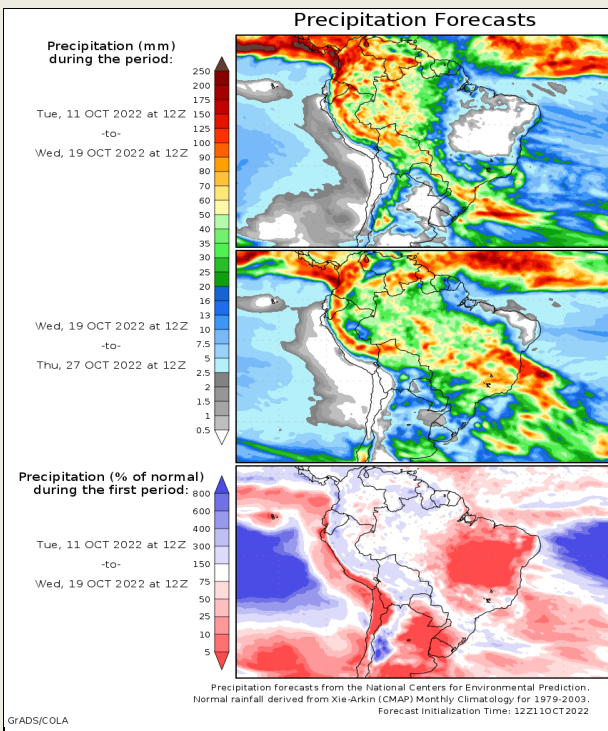 Precipitation Forecasts
Precipitation (mm)
during the period:
Tue, 11 OCT 2022 at 12Z
-to-
Wed, 19 OCT 2022 at 12Z
250
200
175
150
125
100
90
80
70
60
50
40
35
30
25
20
16
13
10
7.5
5
2.5
2
1.5
1
0.5
Wed, 19 OCT 2022 at 12Z
-to-
Thu, 27 OCT 2022 at 12Z
Precipitation (% of normal)
during the first period:
Tue, 11 OCT 2022 at 12Z
-to-
Wed, 19 OCT 2022 at 12Z
800
600
400
300
150
75
50
25
10
5
Precipitation forecasts from the National Centers for Environmental Prediction.
Normal rainfall derived from Xie-Arkin (CMAP) Monthly Climatology for 1979-2003.
Forecast Initialization Time: 12Z11OCT2022
GrADS/COLA